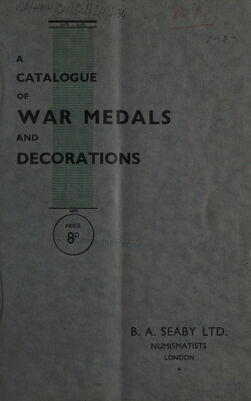 A
CATALOGUE
OF
WAR MEDALS
AND
DECORATIONS
PRICE
8D
B. A. SEABY LTD.
NUMISMATISTS
LONDON